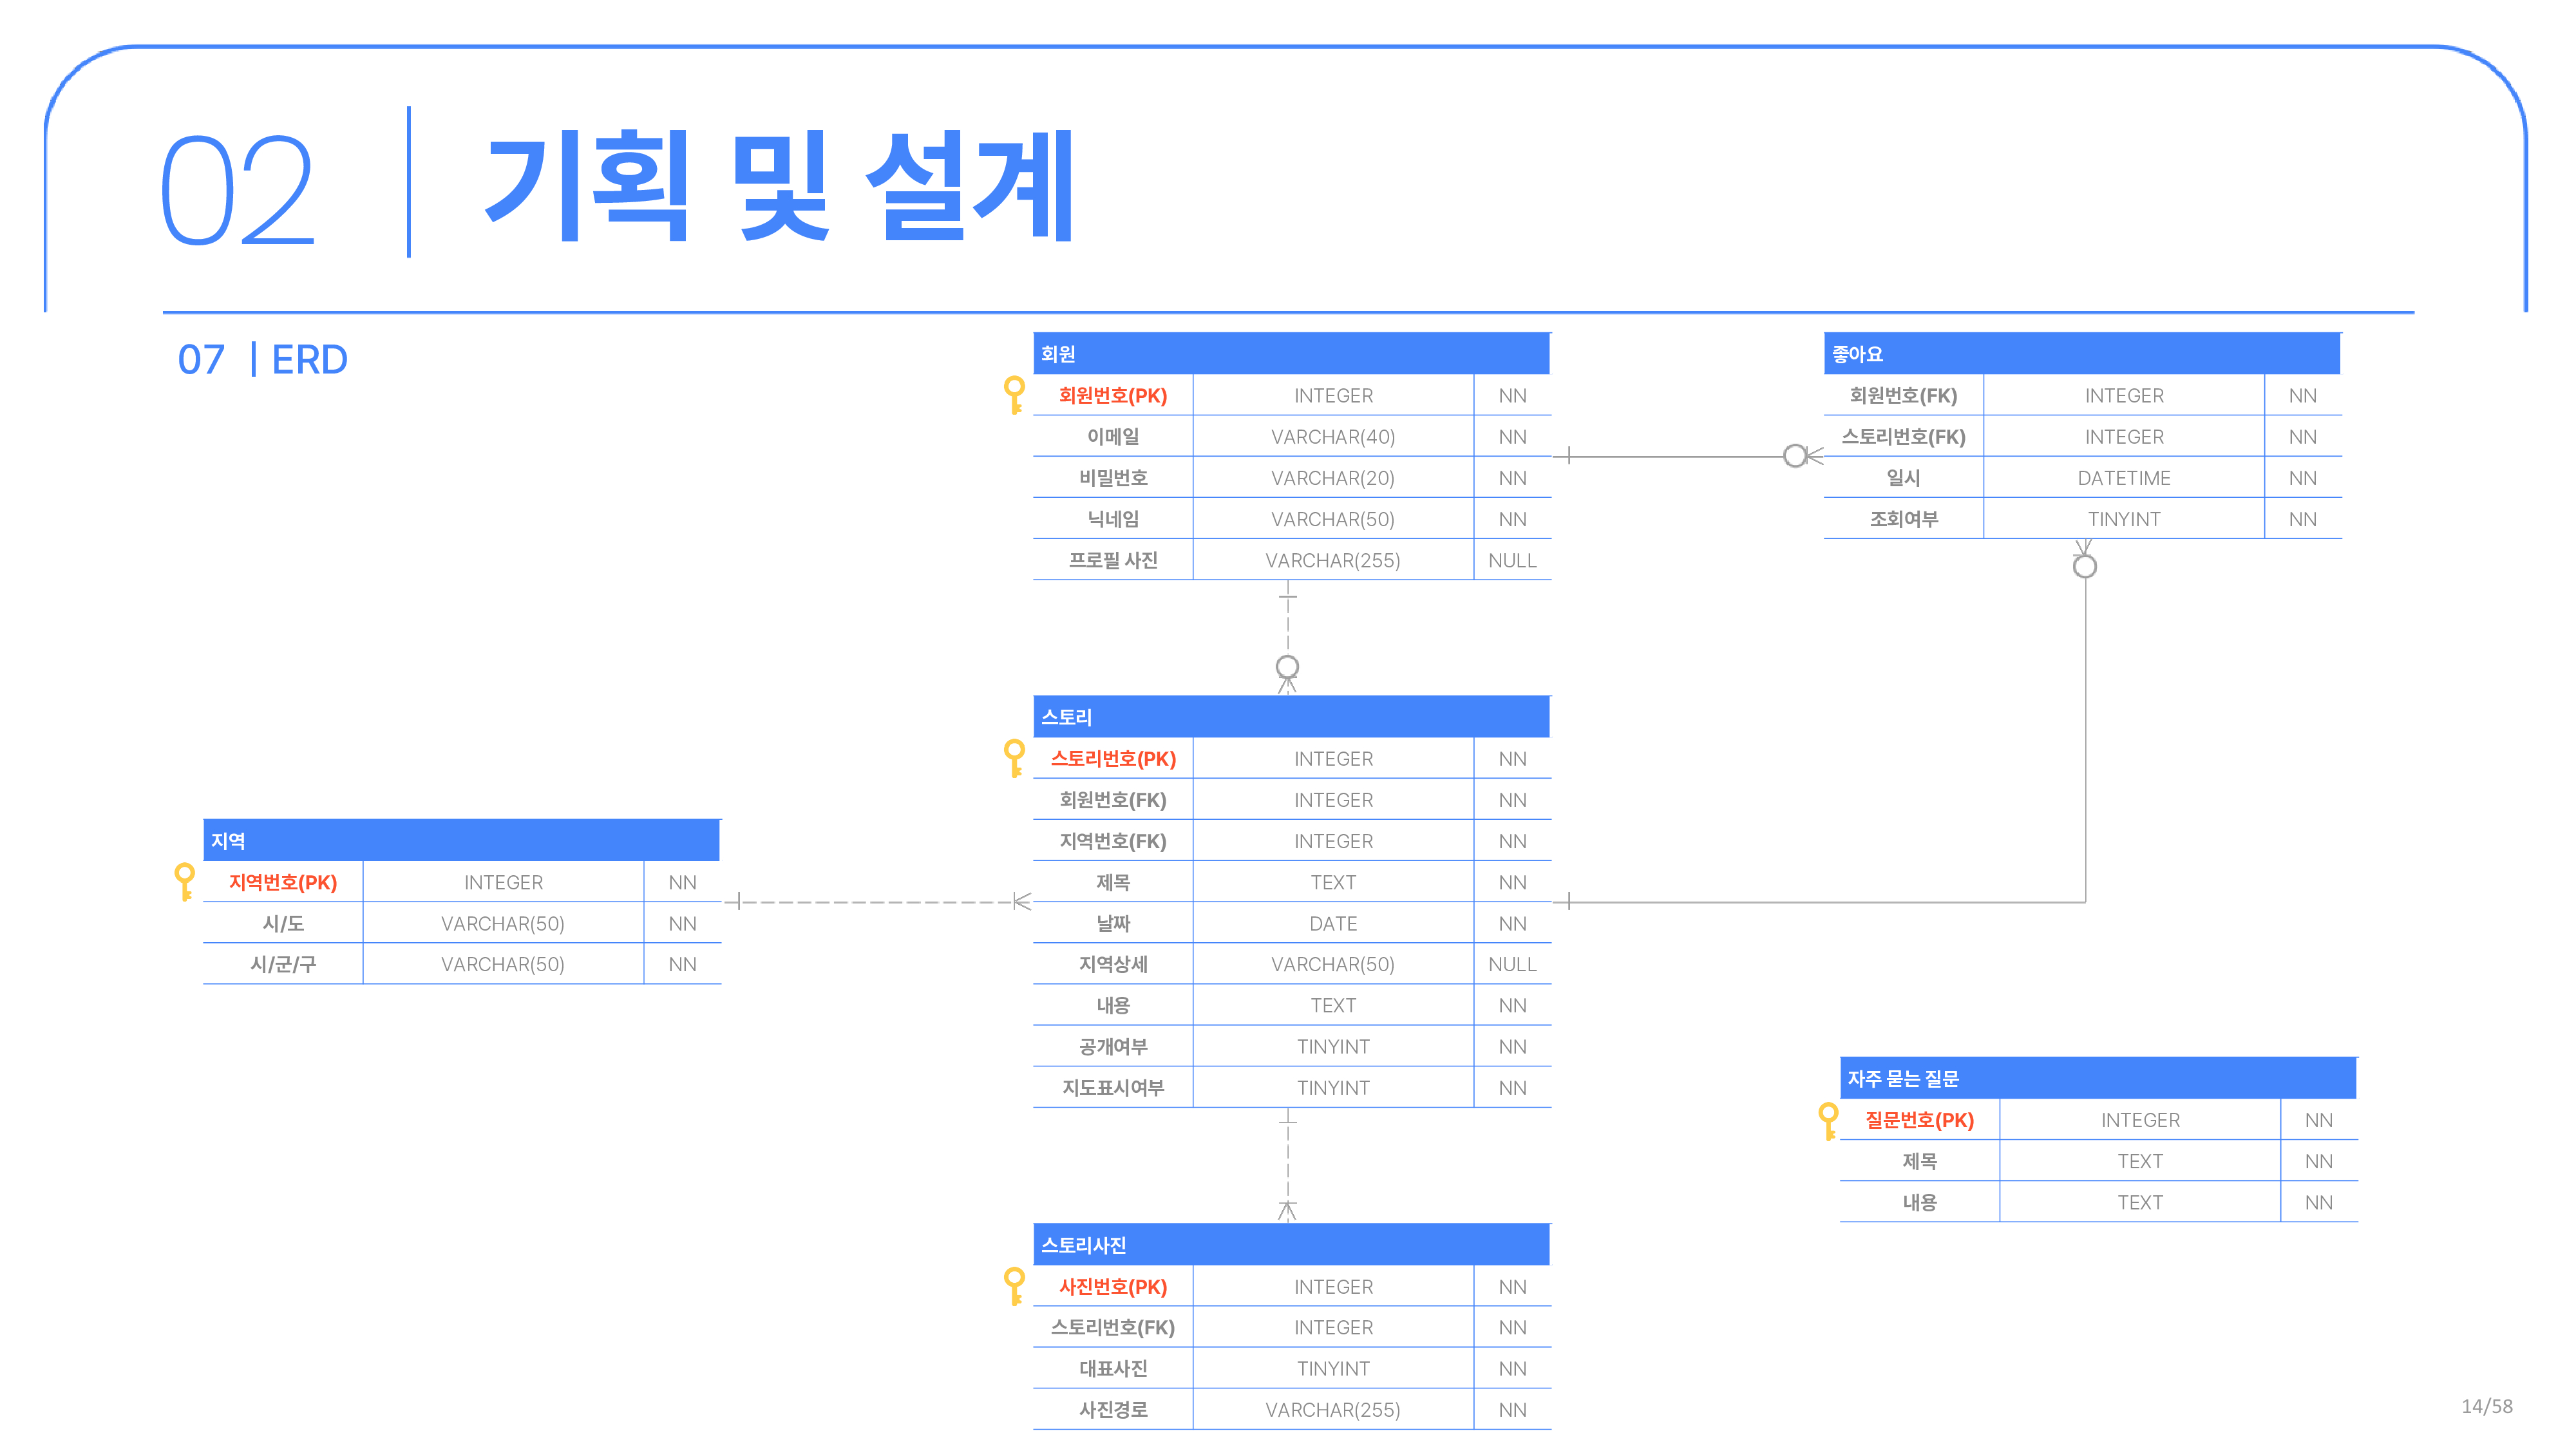 02 기획 및 설계
07 | ERD
회원
회원번호(PK) INTEGER NN
이메일 VARCHAR(40) NN
비밀번호 VARCHAR(20) NN
닉네임 VARCHAR(50) NN
프로필 사진 VARCHAR(255) NULL
좋아요
회원번호(FK) INTEGER NN
스토리번호(FK) INTEGER NN
일시 DATETIME NN
조회여부 TINYINT NN
스토리
스토리번호(PK) INTEGER NN
회원번호(FK) INTEGER NN
지역번호(FK) INTEGER NN
제목 TEXT NN
날짜 DATE NN
지역상세 VARCHAR(50) NULL
내용 TEXT NN
공개여부 TINYINT NN
지도표시여부 TINYINT NN
지역
지역번호(PK) INTEGER NN
시/도 VARCHAR(50) NN
시/군/구 VARCHAR(50) NN
자주 묻는 질문
질문번호(PK) INTEGER NN
제목 TEXT NN
내용 TEXT NN
스토리사진
사진번호(PK) INTEGER NN
스토리번호(FK) INTEGER NN
대표사진 TINYINT NN
사진경로 VARCHAR(255) NN
14/58